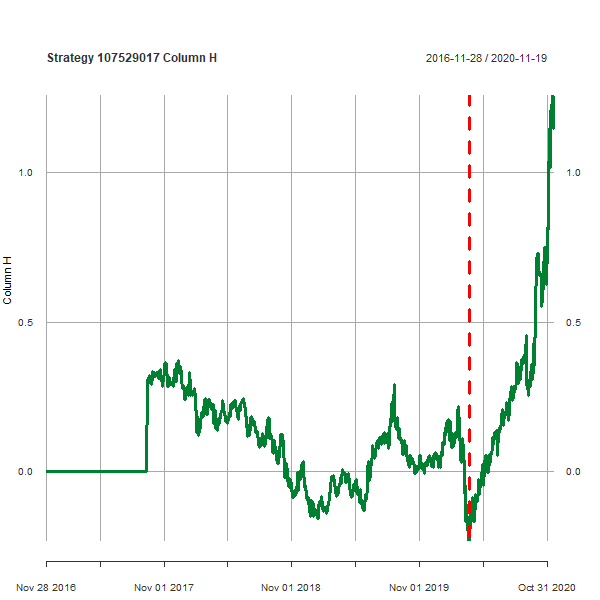 Strategy 107529017 Column H
2016-11-28 / 2020-11-19
1.0
1.0
Column H
0.5
0.5
0.0
0.0
Nov 28 2016
Nov 01 2017
Nov 01 2018
Nov 01 2019
Oct 31 2020